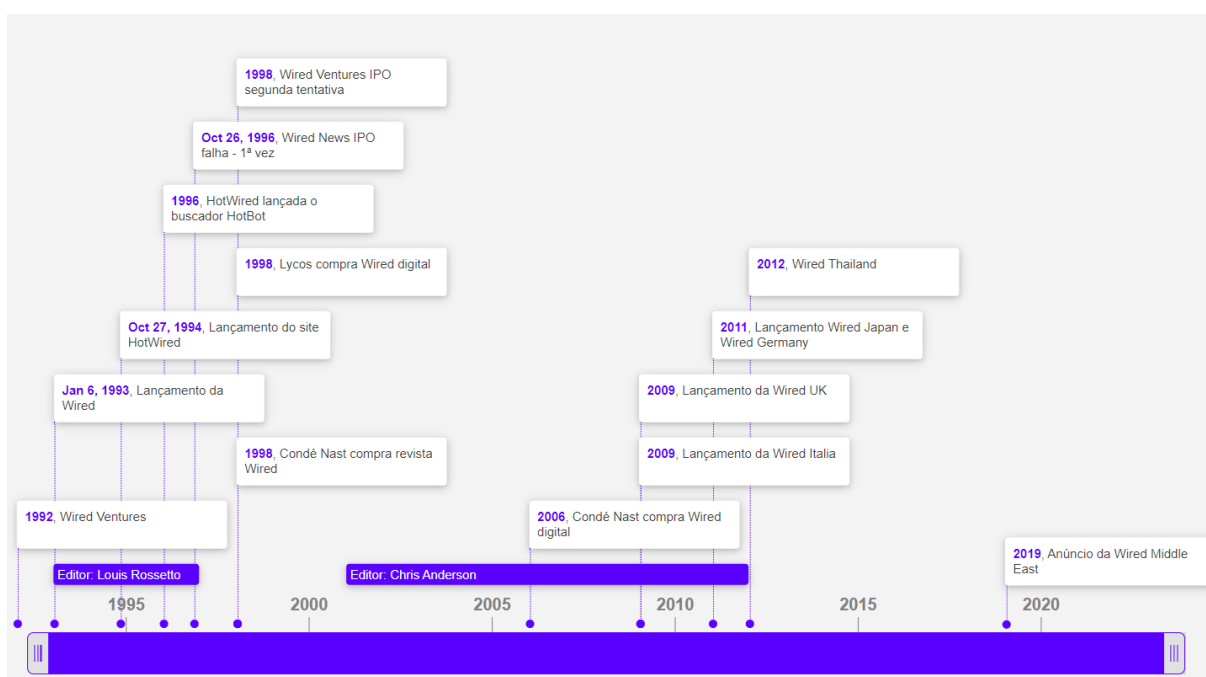 1998, Wired Ventures IPO
segunda tentativa
Oct 26, 1996, Wired News IPO
falha - 1ª vez
1996, HotWired lançada o
buscador HotBot
1998, Lycos compra Wired digital
2012, Wired Thailand
Oct 27, 1994, Lançamento do site
HotWired
2011, Lançamento Wired Japan e
Wired Germany
Jan 6, 1993, Lançamento da
Wired
2009, Lançamento da Wired UK
1998, Condé Nast compra revista
Wired
2009, Lançamento da Wired Italia
1992, Wired Ventures
2006, Condé Nast compra Wired
digital
2019, Anúncio da Wired Middle
East
Editor: Louis Rossetto
Editor: Chris Anderson
1995
2000
2005
2010
2015
2020